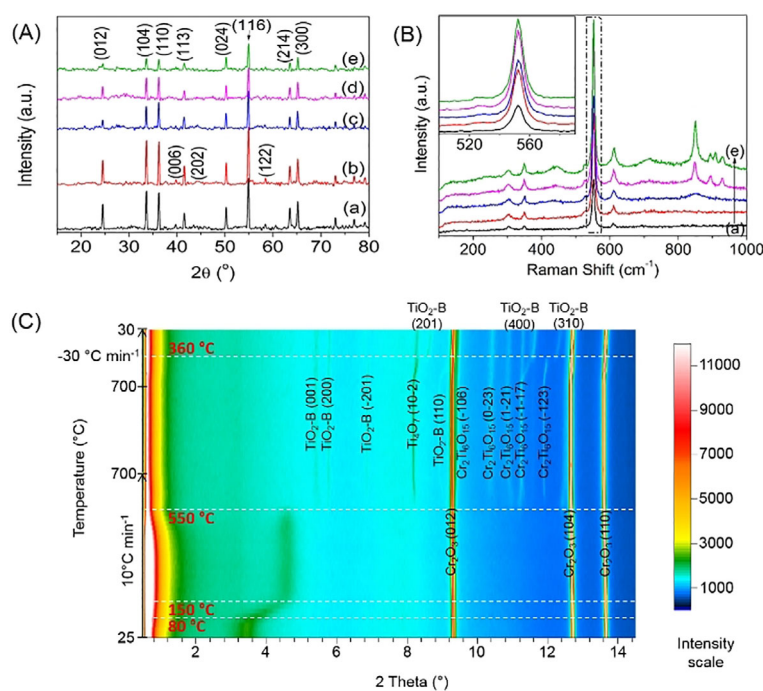 (A)
(012)
(104)
(110)
(113)
(024)
(116)
(214)
(300)
(e)
(d)
(c)
(b)
(006)
(202)
(122)
(a)
Intensity (a.u.)
15 20 30 40 50 60 70 80
2θ (°)
(B)
520 560
(e)
(a)
Intensity (a.u.)
200 400 600 800 1000
Raman Shift (cm-1)
(C)
TiO2-B
(201)
TiO2-B
(400)
TiO2-B
(310)
30
-30 °C min-1
700
700
10°C min-1
25
Temperature (°C)
360 °C
550 °C
150 °C
80 °C
TiO2-B (001)
TiO2-B (200)
TiO2-B (-201)
Ti4O7 (10-2)
TiO2-B (110)
Cr2Ti6O15 (-106)
Cr2Ti6O15 (0-23)
Cr2Ti6O15 (1-21)
Cr2Ti6O15 (-1-17)
Cr2Ti6O15 (-123)
Cr2O3 (012)
Cr2O3 (104)
Cr2O3 (110)
2 4 6 8 10 12 14
2 Theta (°)
11000
9000
7000
5000
4000
3000
2000
1000
Intensity
scale